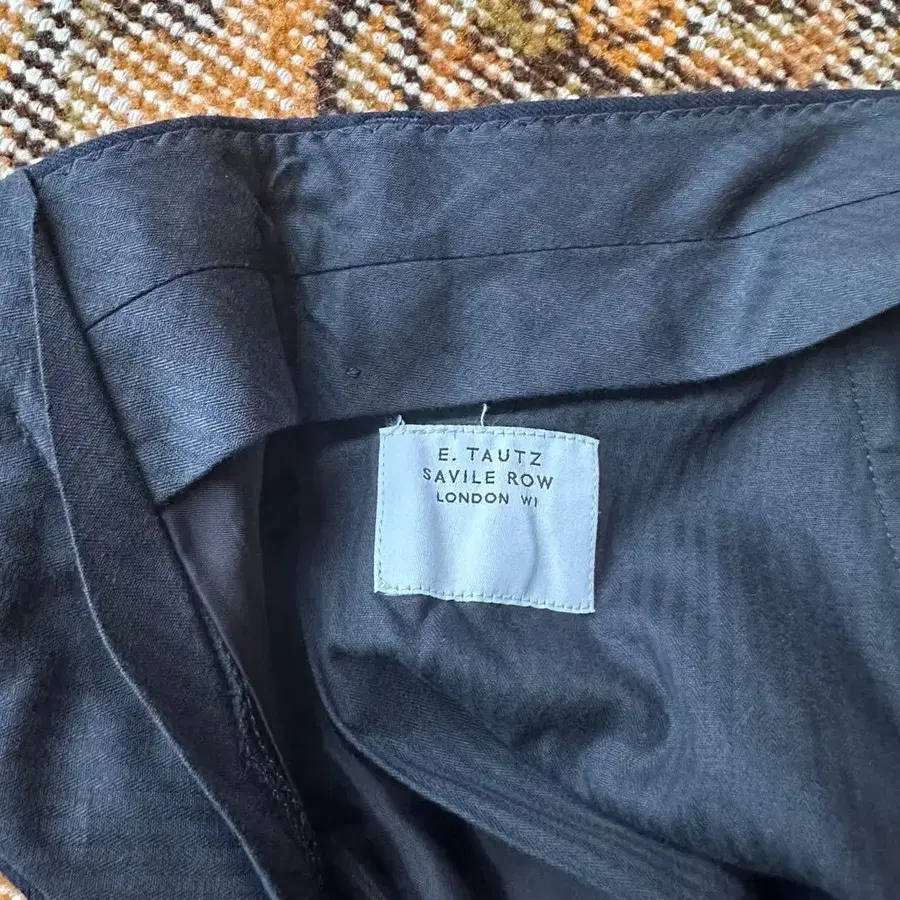 E. TAUTZ
SAVILE ROW
LONDON W1